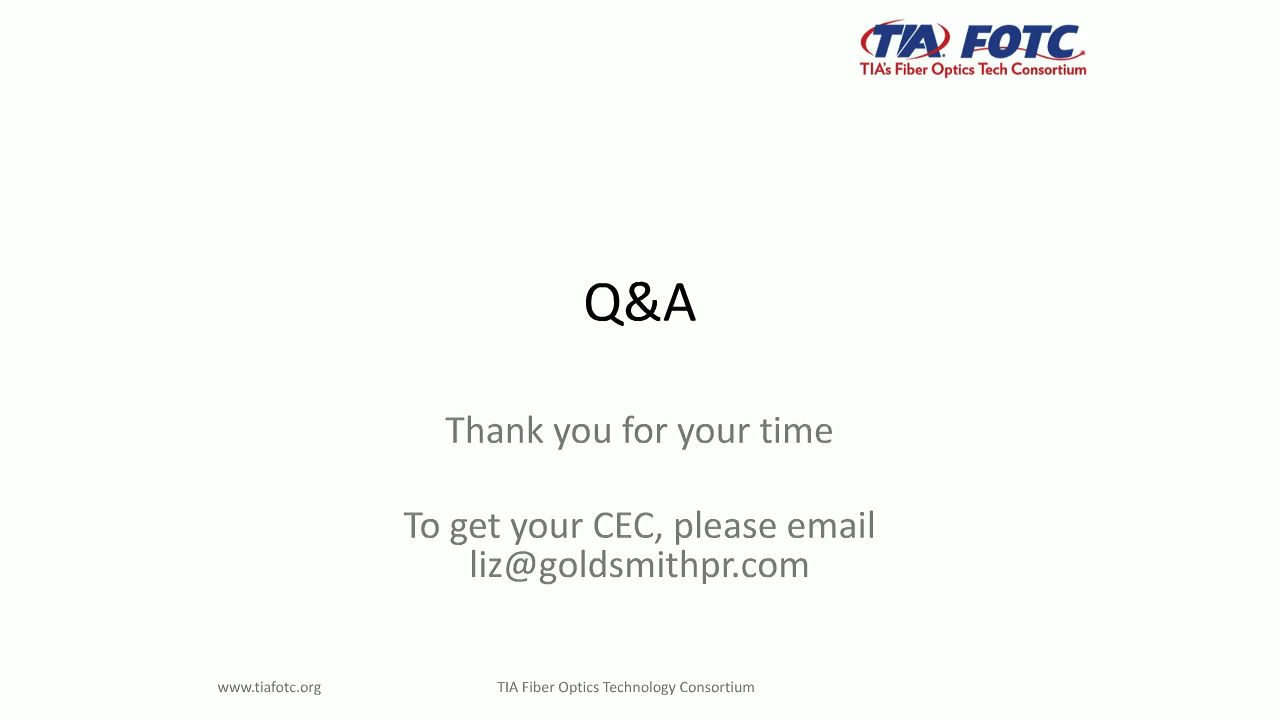 TIA FOTC
TIA's Fiber Optics Tech Consortium
Q&A
Thank you for your time
To get your CEC, please email
liz@goldsmithpr.com
www.tiafotc.org
TIA Fiber Optics Technology Consortium